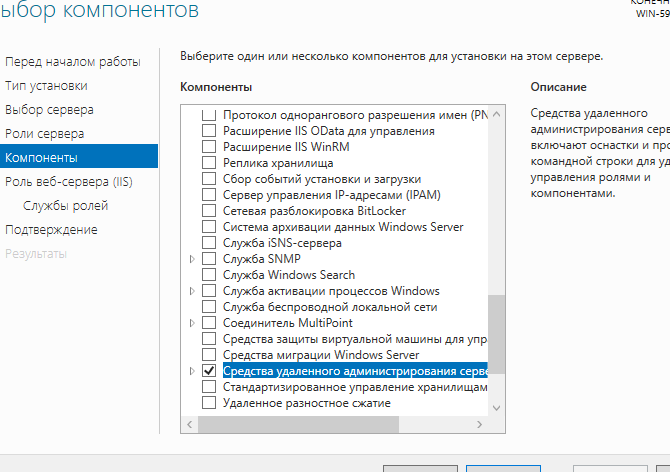 ыбор компонентов
WIN-59
Перед началом работы
Тип установки
Выбор сервера
Роли сервера
Компоненты
Роль веб-сервера (IIS)
Службы ролей
Подтверждение
Результаты
Выберите один или несколько компонентов для установки на этом сервере.
Компоненты
Протокол однорангового разрешения имен (PN
Расширение IIS OData для управления
Расширение IIS WinRM
Реплика хранилища
Сбор событий установки и загрузки
Сервер управления IP-адресами (IPAM)
Сетевая разблокировка BitLocker
Система архивации данных Windows Server
Служба iSNS-сервера
Служба SNMP
Служба Windows Search
Служба активации процессов Windows
Служба беспроводной локальной сети
Соединитель MultiPoint
Средства защиты виртуальной машины для упр
Средства миграции Windows Server
Средства удаленного администрирования серве
Стандартизированное управление хранилищам
Удаленное разностное сжатие
Описание
Средства удаленного
администрирования серв
включают оснастки и про
командной строки для уд
управления ролями и
компонентами.